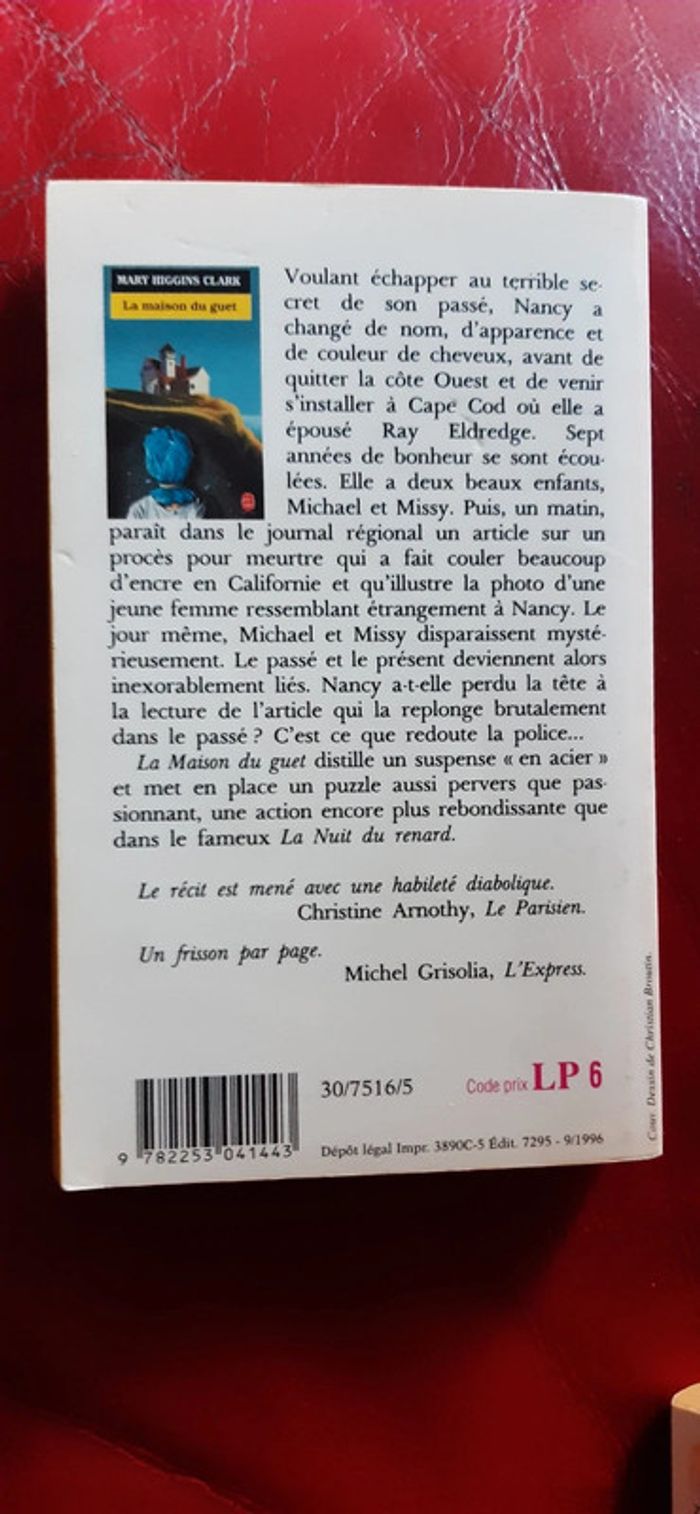 MARY HIGGINS CLARK
La maison du guet
Voulant échapper au terrible se-
cret de son passé, Nancy a
changé de nom, d'apparence et
de couleur de cheveux, avant de
quitter la côte Ouest et de venir
s'installer à Cape Cod où elle a
épousé Ray Eldredge. Sept
années de bonheur se sont écou-
lées. Elle a deux beaux enfants,
Michael et Missy. Puis, un matin,
paraît dans le journal régional un article sur un
procès pour meurtre qui a fait couler beaucoup
d'encre en Californie et qu'illustre la photo d'une
jeune femme ressemblant étrangement à Nancy. Le
jour même, Michael et Missy disparaissent mysté-
rieusement. Le passé et le présent deviennent alors
inexorablement liés. Nancy a-t-elle perdu la tête à
la lecture de l'article qui la replonge brutalement
dans le passé ? C'est ce que redoute la police...
La Maison du guet distille un suspense « en acier »
et met en place un puzzle aussi pervers que pas-
sionnant, une action encore plus rebondissante que
dans le fameux La Nuit du renard.
Le récit est mené avec une habileté diabolique.
Christine Arnothy, Le Parisien.
Un frisson par page.
Michel Grisolia, L'Express.
30/7516/5
Code prix LP 6
9 782253 041443
Dépôt légal Impr. 3890C-5 Édit. 7295 - 9/1996
Couv. Dessin de Christian Broutin.